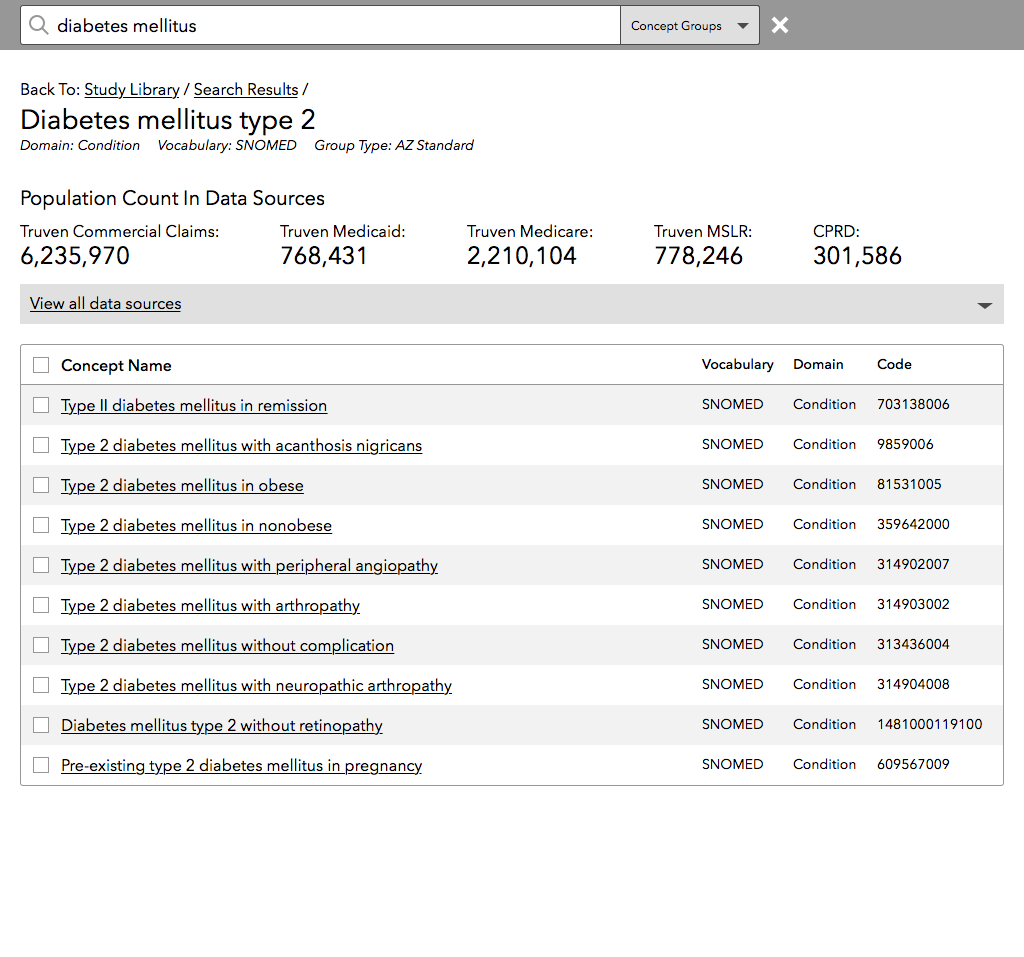 diabetes mellitus Concept Groups
Back To: Study Library / Search Results /
Diabetes mellitus type 2
Domain: Condition Vocabulary: SNOMED Group Type: AZ Standard
Population Count In Data Sources
Truven Commercial Claims: Truven Medicaid: Truven Medicare: Truven MSLR: CPRD:
6,235,970 768,431 2,210,104 778,246 301,586
View all data sources
Concept Name Vocabulary Domain Code
Type II diabetes mellitus in remission SNOMED Condition 703138006
Type 2 diabetes mellitus with acanthosis nigricans SNOMED Condition 9859006
Type 2 diabetes mellitus in obese SNOMED Condition 81531005
Type 2 diabetes mellitus in nonobese SNOMED Condition 359642000
Type 2 diabetes mellitus with peripheral angiopathy SNOMED Condition 314902007
Type 2 diabetes mellitus with arthropathy SNOMED Condition 314903002
Type 2 diabetes mellitus without complication SNOMED Condition 313436004
Type 2 diabetes mellitus with neuropathic arthropathy SNOMED Condition 314904008
Diabetes mellitus type 2 without retinopathy SNOMED Condition 1481000119100
Pre-existing type 2 diabetes mellitus in pregnancy SNOMED Condition 609567009